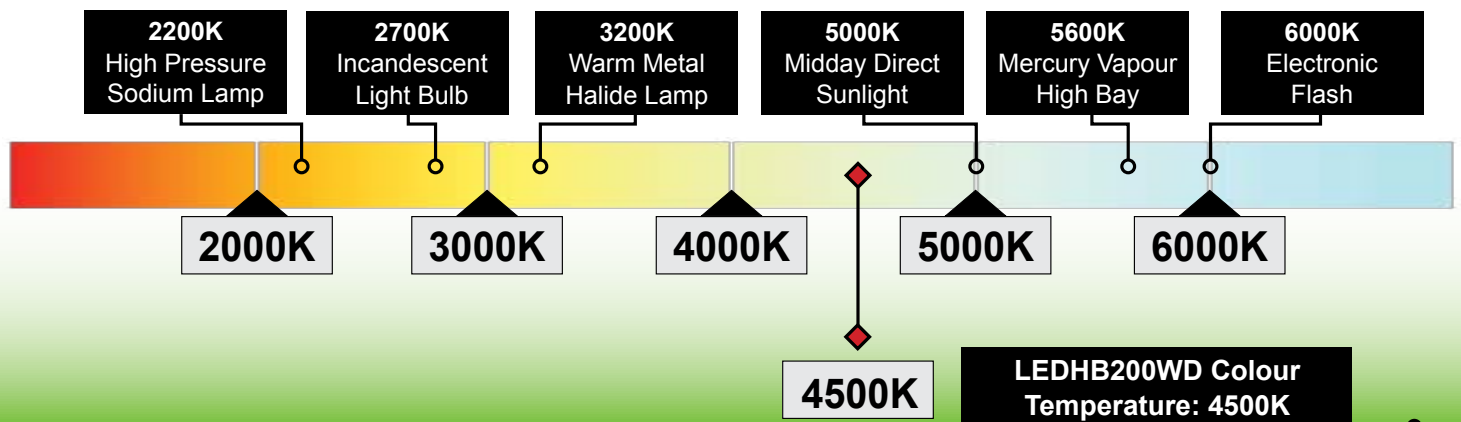 2200K
High Pressure
Sodium Lamp
2700K
Incandescent
Light Bulb
3200K
Warm Metal
Halide Lamp
5000K
Midday Direct
Sunlight
5600K
Mercury Vapour
High Bay
6000K
Electronic
Flash
2000K
3000K
4000K
5000K
6000K
4500K
LEDHB200WD Colour
Temperature: 4500K